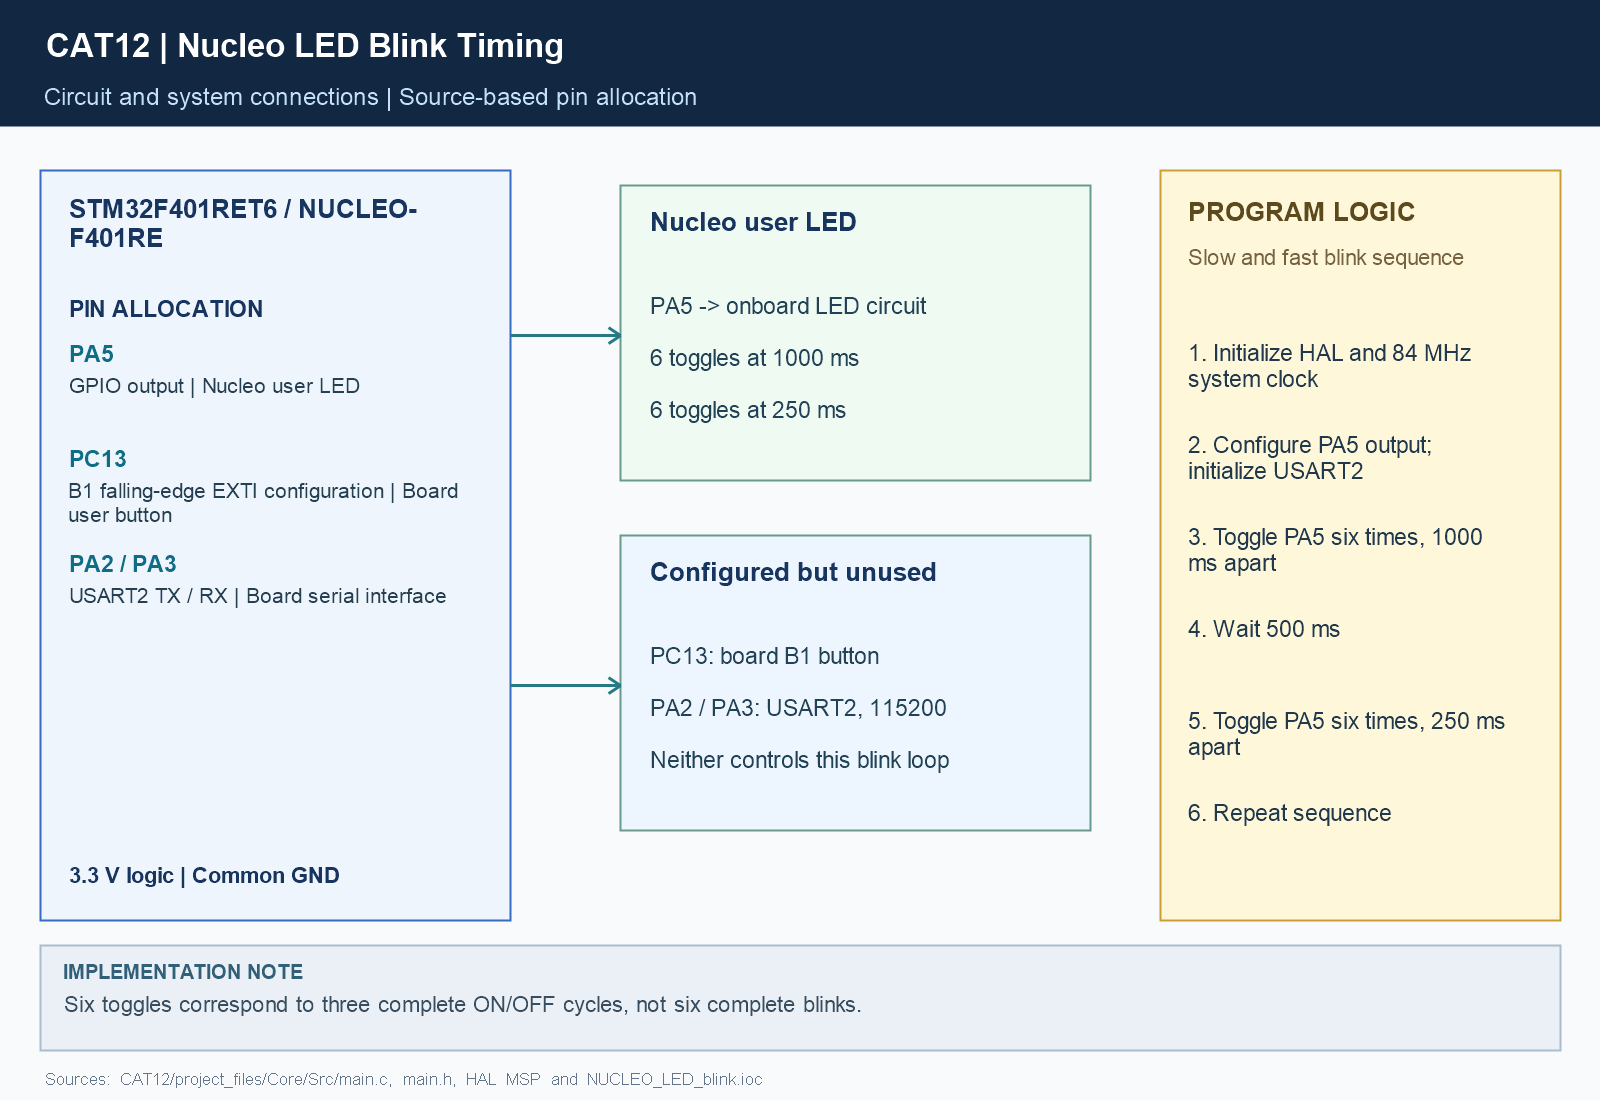 CAT12 | Nucleo LED Blink Timing
Circuit and system connections | Source-based pin allocation
STM32F401RET6 / NUCLEO-
F401RE
PIN ALLOCATION
PA5
GPIO output | Nucleo user LED
PC13
B1 falling-edge EXTI configuration | Board
user button
PA2 / PA3
USART2 TX / RX | Board serial interface
3.3 V logic | Common GND
Nucleo user LED
PA5 -> onboard LED circuit
6 toggles at 1000 ms
6 toggles at 250 ms
Configured but unused
PC13: board B1 button
PA2 / PA3: USART2, 115200
Neither controls this blink loop
PROGRAM LOGIC
Slow and fast blink sequence
1. Initialize HAL and 84 MHz
system clock
2. Configure PA5 output;
initialize USART2
3. Toggle PA5 six times, 1000
ms apart
4. Wait 500 ms
5. Toggle PA5 six times, 250 ms
apart
6. Repeat sequence
IMPLEMENTATION NOTE
Six toggles correspond to three complete ON/OFF cycles, not six complete blinks.
Sources: CAT12/project_files/Core/Src/main.c, main.h, HAL MSP and NUCLEO_LED_blink.ioc